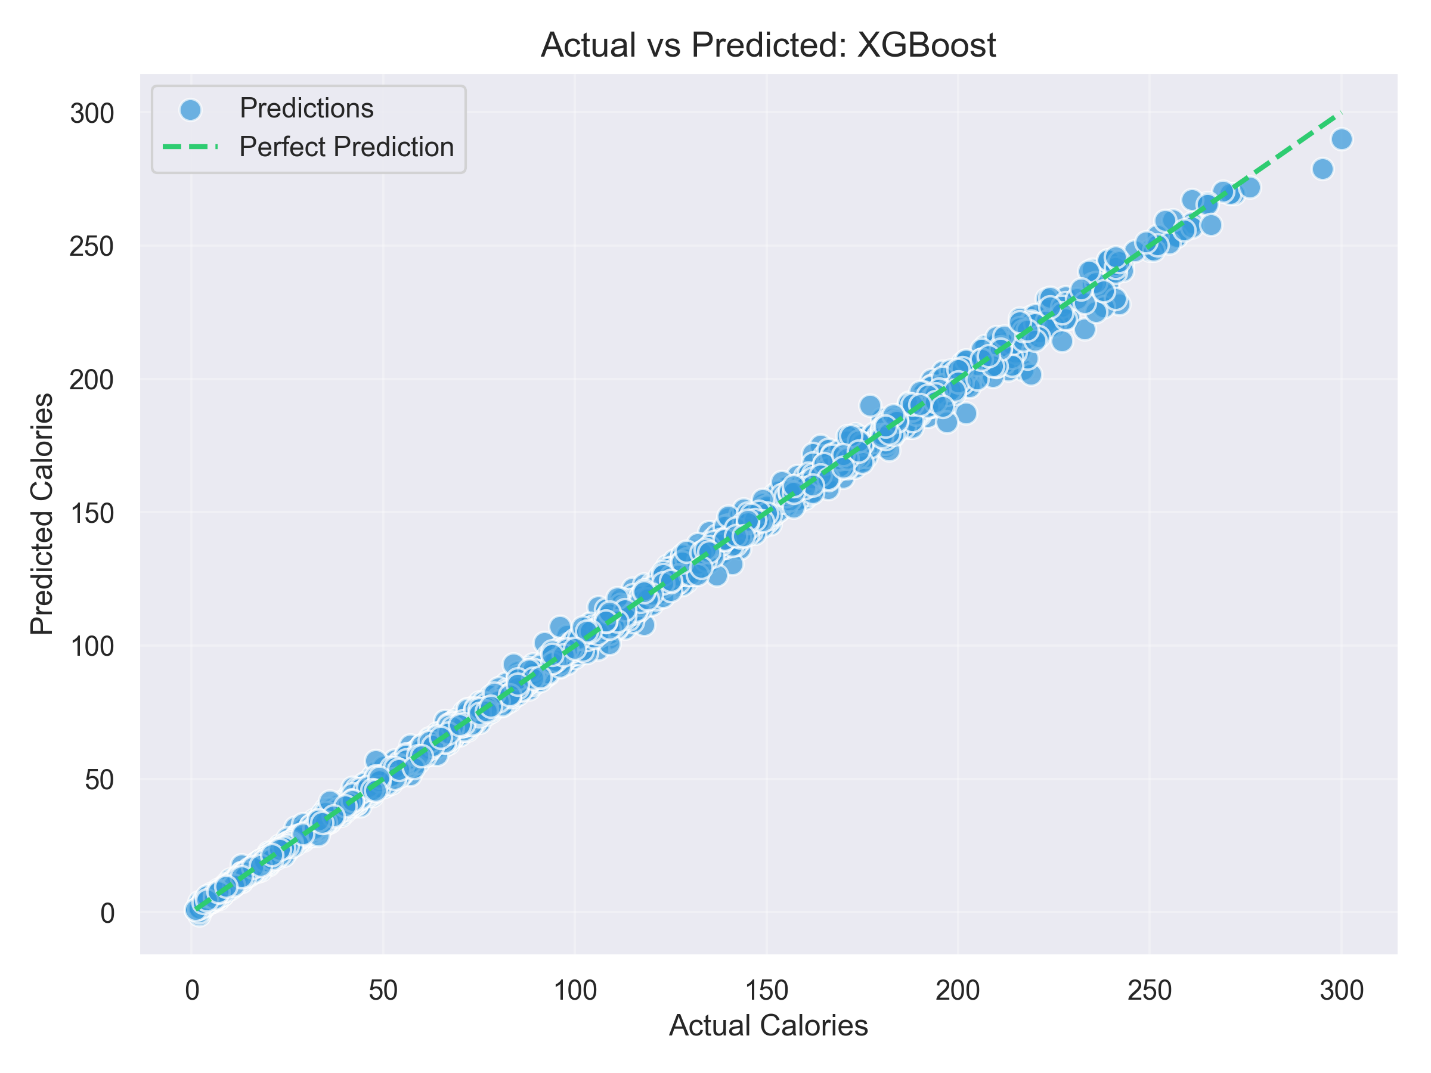 Actual vs Predicted: XGBoost
Predictions
Perfect Prediction
Predicted Calories
300
250
200
150
100
50
0
0 50 100 150 200 250 300
Actual Calories